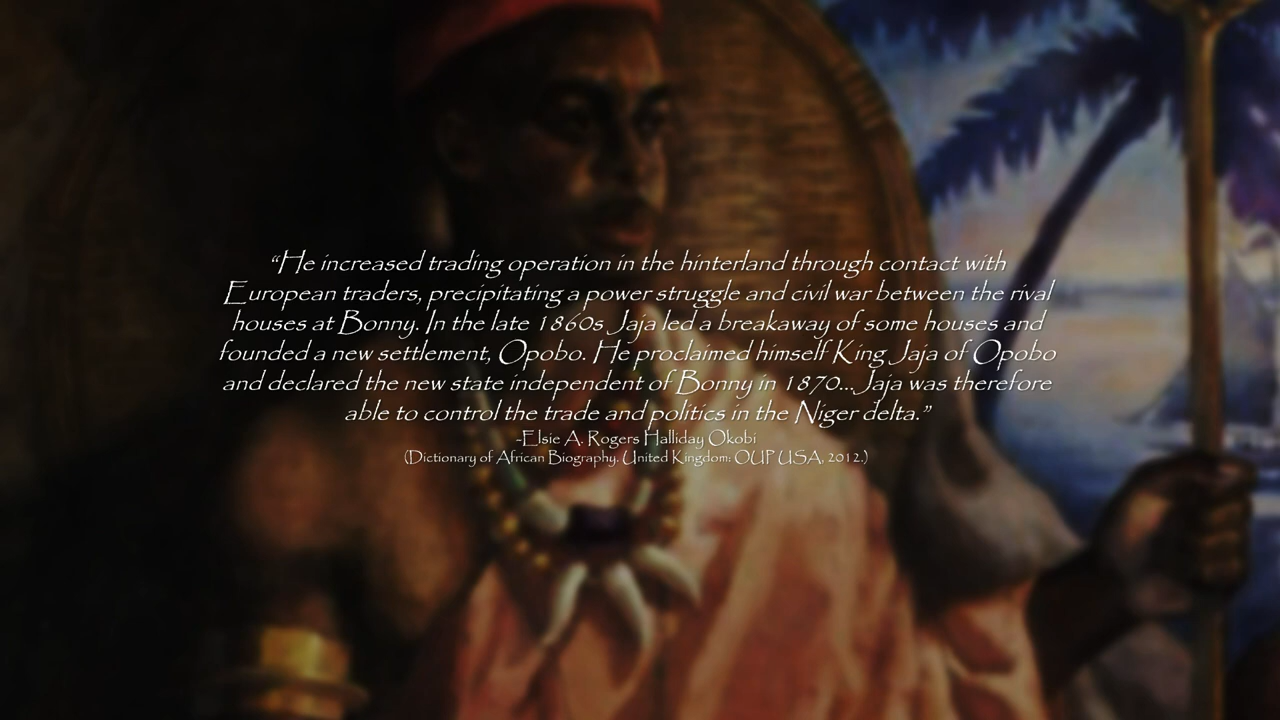 “He increased trading operation in the hinterland through contact with
European traders, precipitating a power struggle and civil war between the rival
houses at Bonny. In the late 1860s Jaja led a breakaway of some houses and
founded a new settlement, Opobo. He proclaimed himself King Jaja of Opobo
and declared the new state independent of Bonny in 1870... Jaja was therefore
able to control the trade and politics in the Niger delta.”
-Elsie A. Rogers Halliday Okobi
(Dictionary of African Biography. United Kingdom: OUP USA, 2012.)